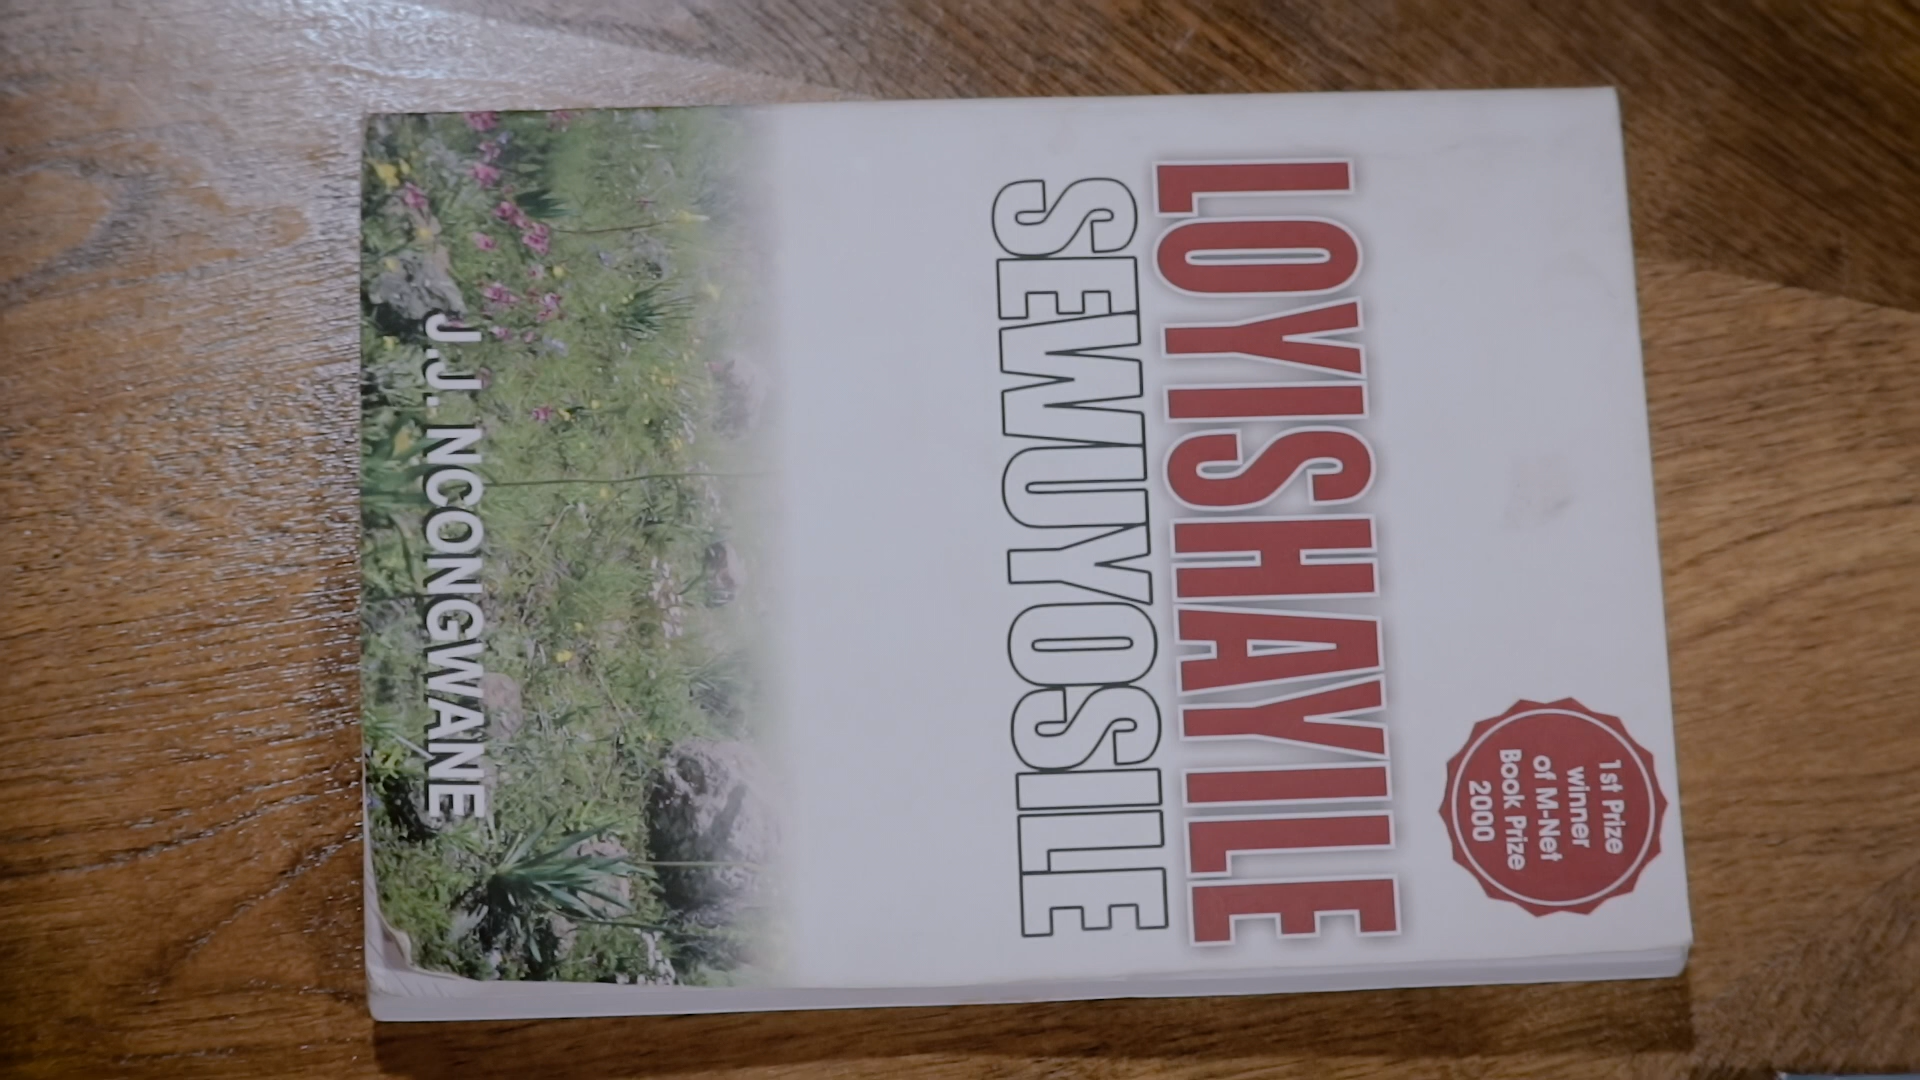 1st Prize
winner
of M-Net
Book Prize
2000
LOYISHAYILE
SEWUYOSILE
J.J. NCONGWANE